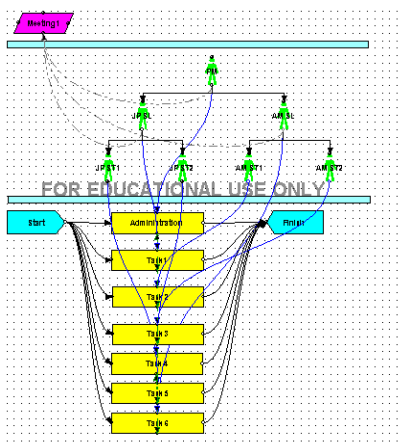 Meeting1
PM
JP SL
AM SL
JP ST1
JP ST2
AM ST1
AM ST2
FOR EDUCATIONAL USE ONLY
Start
Administration
Finish
Task 1
Task 2
Task 3
Task 4
Task 5
Task 6